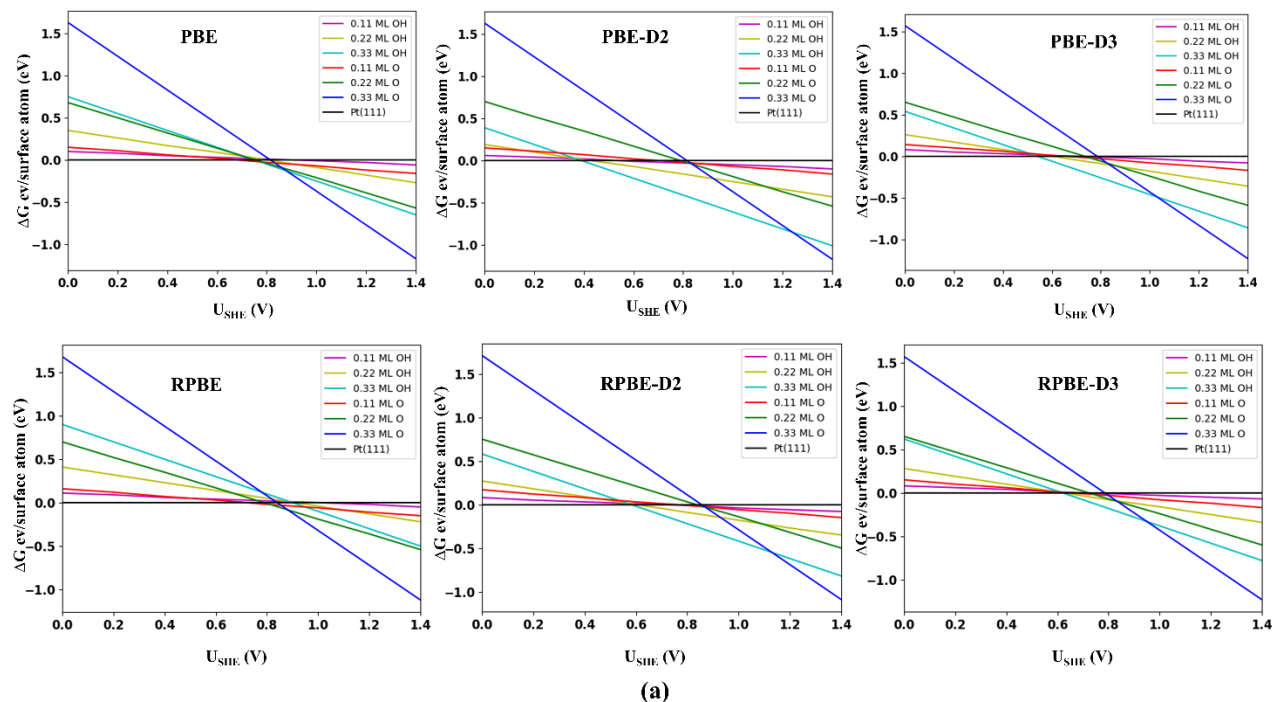 PBE
0.11 ML OH
0.22 ML OH
0.33 ML OH
0.11 ML O
0.22 ML O
0.33 ML O
Pt(111)
ΔG ev/surface atom (eV)
1.5
1.0
0.5
0.0
−0.5
−1.0
0.0 0.2 0.4 0.6 0.8 1.0 1.2 1.4
U_SHE (V)
PBE-D2
0.11 ML OH
0.22 ML OH
0.33 ML OH
0.11 ML O
0.22 ML O
0.33 ML O
Pt(111)
ΔG ev/surface atom (eV)
1.5
1.0
0.5
0.0
−0.5
−1.0
0.0 0.2 0.4 0.6 0.8 1.0 1.2 1.4
U_SHE (V)
PBE-D3
0.11 ML OH
0.22 ML OH
0.33 ML OH
0.11 ML O
0.22 ML O
0.33 ML O
Pt(111)
ΔG ev/surface atom (eV)
1.5
1.0
0.5
0.0
−0.5
−1.0
0.0 0.2 0.4 0.6 0.8 1.0 1.2 1.4
U_SHE (V)
RPBE
0.11 ML OH
0.22 ML OH
0.33 ML OH
0.11 ML O
0.22 ML O
0.33 ML O
Pt(111)
ΔG ev/surface atom (eV)
1.5
1.0
0.5
0.0
−0.5
−1.0
0.0 0.2 0.4 0.6 0.8 1.0 1.2 1.4
U_SHE (V)
RPBE-D2
0.11 ML OH
0.22 ML OH
0.33 ML OH
0.11 ML O
0.22 ML O
0.33 ML O
Pt(111)
ΔG ev/surface atom (eV)
1.5
1.0
0.5
0.0
−0.5
−1.0
0.0 0.2 0.4 0.6 0.8 1.0 1.2 1.4
U_SHE (V)
RPBE-D3
0.11 ML OH
0.22 ML OH
0.33 ML OH
0.11 ML O
0.22 ML O
0.33 ML O
Pt(111)
ΔG ev/surface atom (eV)
1.5
1.0
0.5
0.0
−0.5
−1.0
0.0 0.2 0.4 0.6 0.8 1.0 1.2 1.4
U_SHE (V)
(a)